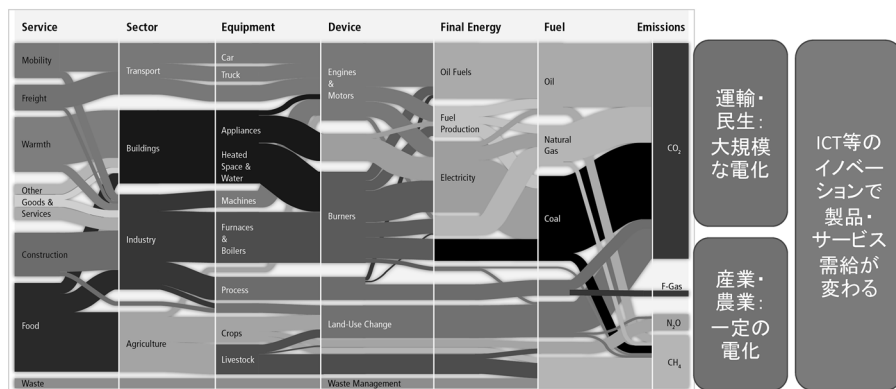 Service
Sector
Equipment
Device
Final Energy
Fuel
Emissions
Mobility
Freight
Warmth
Other
Goods &
Services
Construction
Food
Waste
Transport
Buildings
Industry
Agriculture
Car
Truck
Appliances
Heated
Space &
Water
Machines
Furnaces
&
Boilers
Process
Crops
Livestock
Engines
&
Motors
Burners
Land-Use Change
Waste Management
Oil Fuels
Fuel
Production
Electricity
Oil
Natural
Gas
Coal
CO₂
F-Gas
N₂O
CH₄
運輸・
民生：
大規模
な電化
産業・
農業：
一定の
電化
ICT等の
イノベー
ションで
製品・
サービス
需給が
変わる